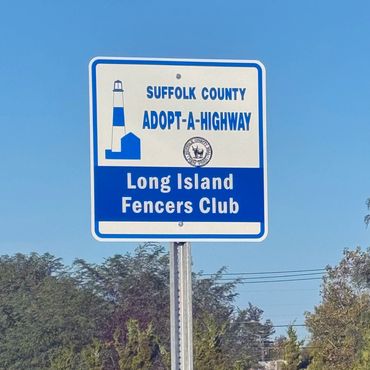 SUFFOLK COUNTY
ADOPT-A-HIGHWAY
Long Island
Fencers Club